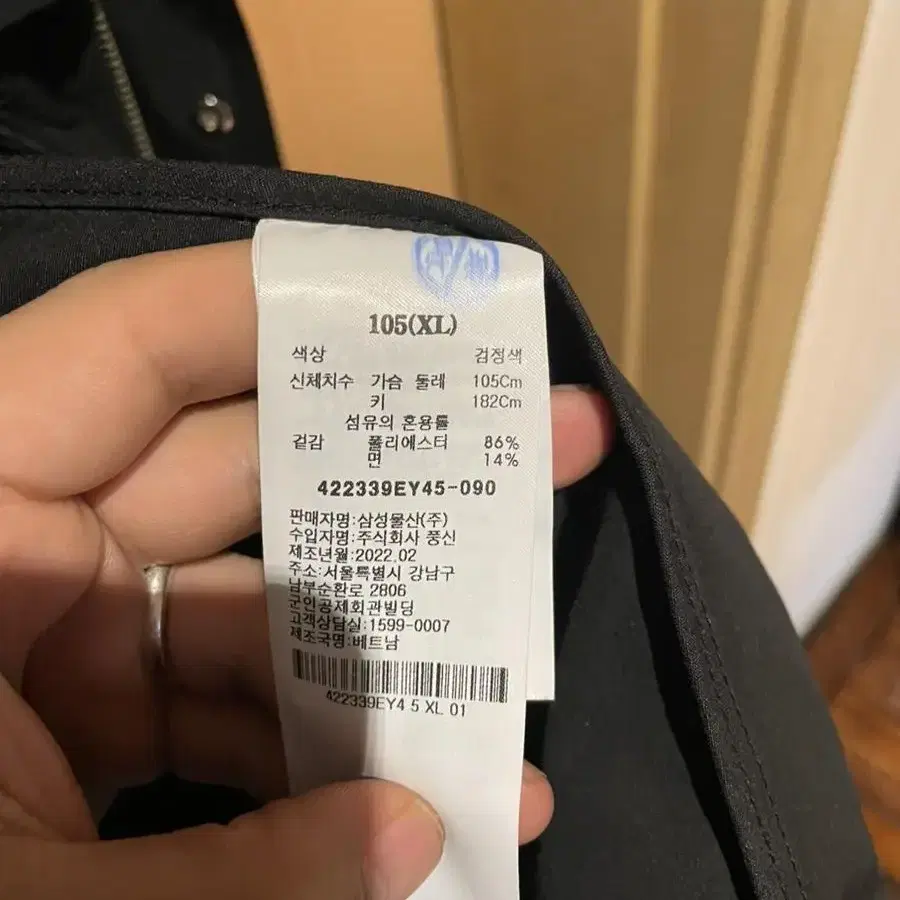 105(XL)
색상 검정색
신체치수 가슴 둘레 105Cm
키 182Cm
섬유의 혼용률
겉감 폴리에스터 86%
면 14%
422339EY45-090
판매자명:삼성물산(주)
수입자명:주식회사 풍신
제조년월:2022.02
주소:서울특별시 강남구
남부순환로 2806
군인공제회관빌딩
고객상담실:1599-0007
제조국명:베트남
422339EY4 5 XL 01